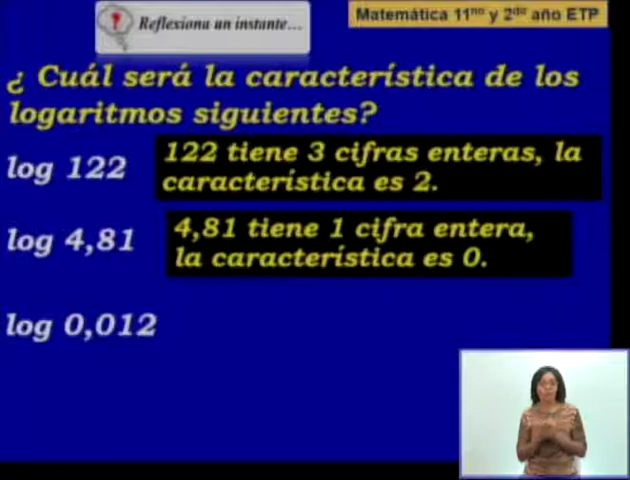 Reflexiona un instante...
Matemática 11ⁿᵒ y 2ᵈᵒ año ETP
¿ Cuál será la característica de los
logaritmos siguientes?
log 122
122 tiene 3 cifras enteras, la
característica es 2.
log 4,81
4,81 tiene 1 cifra entera,
la característica es 0.
log 0,012